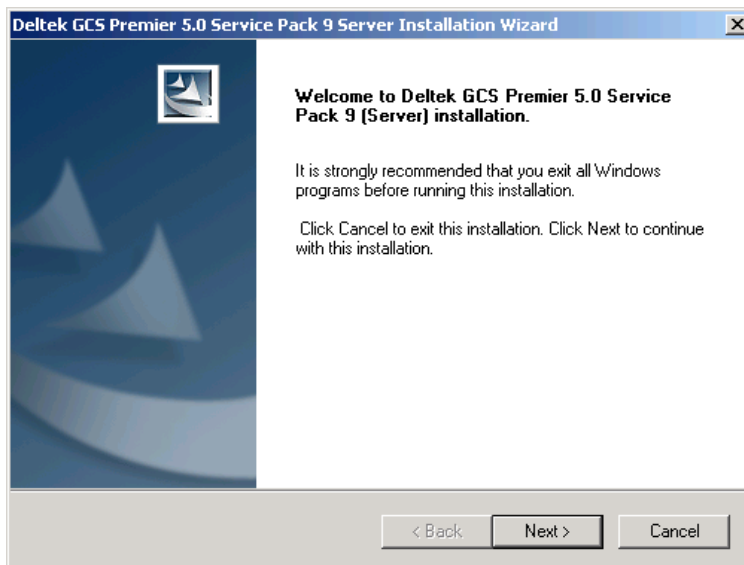 Deltek GCS Premier 5.0 Service Pack 9 Server Installation Wizard
Welcome to Deltek GCS Premier 5.0 Service
Pack 9 (Server) installation.
It is strongly recommended that you exit all Windows
programs before running this installation.
Click Cancel to exit this installation. Click Next to continue
with this installation.
< Back
Next >
Cancel